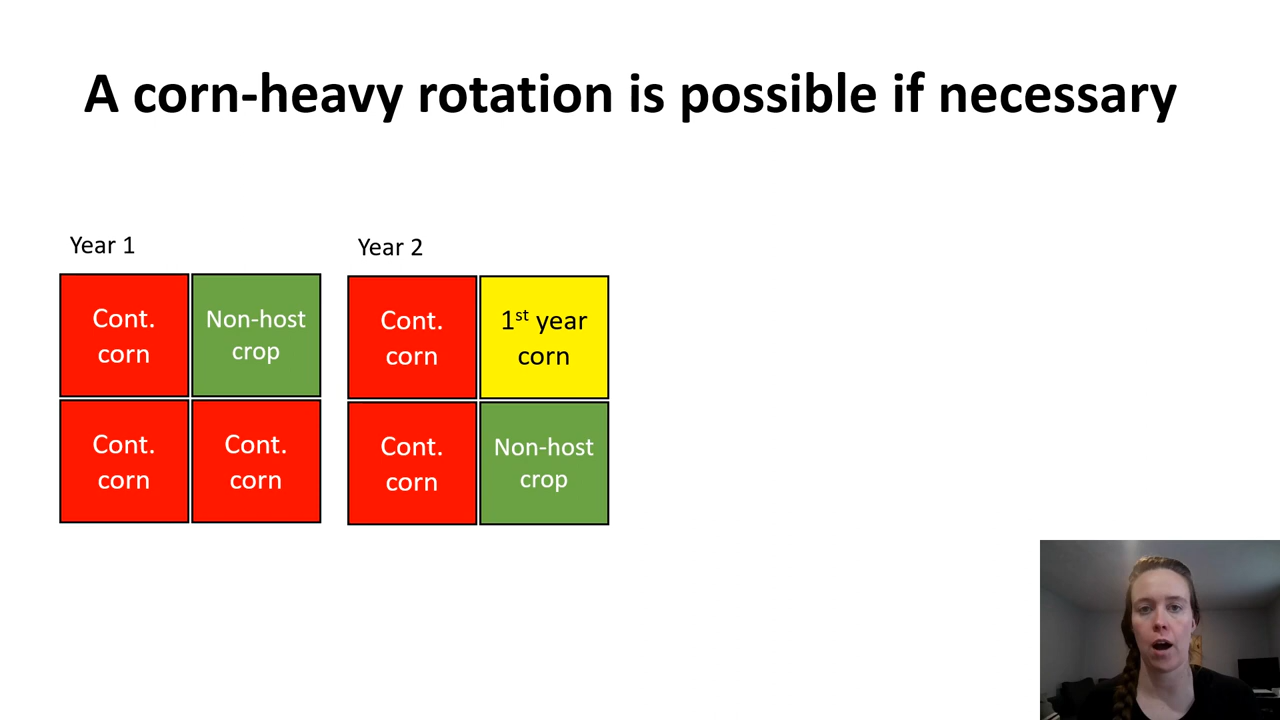 A corn-heavy rotation is possible if necessary
Year 1
Cont.
corn
Non-host
crop
Cont.
corn
Cont.
corn
Year 2
Cont.
corn
1st year
corn
Cont.
corn
Non-host
crop